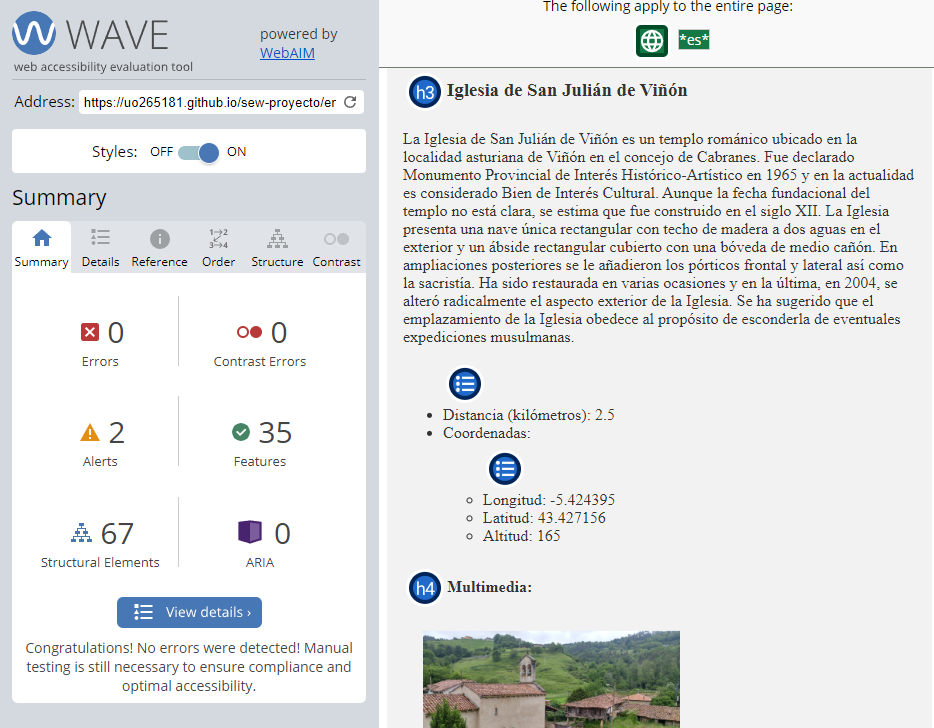 WAVE
web accessibility evaluation tool
powered by
WebAIM
Address: https://uo265181.github.io/sew-proyecto/er
Styles: OFF ON
Summary
Summary Details Reference Order Structure Contrast
0
Errors
0
Contrast Errors
2
Alerts
35
Features
67
Structural Elements
0
ARIA
View details ›
Congratulations! No errors were detected! Manual
testing is still necessary to ensure compliance and
optimal accessibility.
The following apply to the entire page:
*es*
h3 Iglesia de San Julián de Viñón
La Iglesia de San Julián de Viñón es un templo románico ubicado en la
localidad asturiana de Viñón en el concejo de Cabranes. Fue declarado
Monumento Provincial de Interés Histórico-Artístico en 1965 y en la actualidad
es considerado Bien de Interés Cultural. Aunque la fecha fundacional del
templo no está clara, se estima que fue construido en el siglo XII. La Iglesia
presenta una nave única rectangular con techo de madera a dos aguas en el
exterior y un ábside rectangular cubierto con una bóveda de medio cañón. En
ampliaciones posteriores se le añadieron los pórticos frontal y lateral así como
la sacristía. Ha sido restaurada en varias ocasiones y en la última, en 2004, se
alteró radicalmente el aspecto exterior de la Iglesia. Se ha sugerido que el
emplazamiento de la Iglesia obedece al propósito de esconderla de eventuales
expediciones musulmanas.
Distancia (kilómetros): 2.5
Coordenadas:
Longitud: -5.424395
Latitud: 43.427156
Altitud: 165
h4 Multimedia: